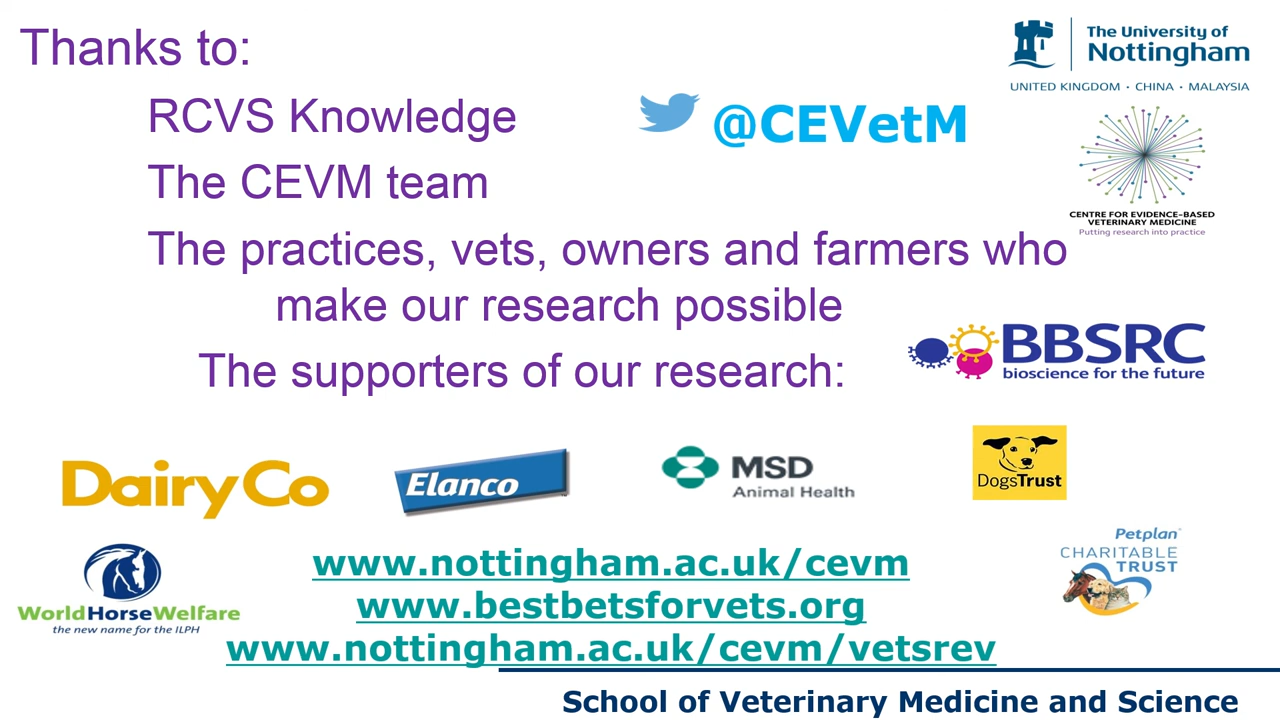 Thanks to:
The University of
Nottingham
UNITED KINGDOM · CHINA · MALAYSIA
RCVS Knowledge
@CEVetM
The CEVM team
CENTRE FOR EVIDENCE-BASED
VETERINARY MEDICINE
Putting research into practice
The practices, vets, owners and farmers who
make our research possible
The supporters of our research:
BBSRC
bioscience for the future
DairyCo
Elanco
MSD
Animal Health
DogsTrust
Petplan
CHARITABLE
TRUST
WorldHorseWelfare
the new name for the ILPH
www.nottingham.ac.uk/cevm
www.bestbetsforvets.org
www.nottingham.ac.uk/cevm/vetsrev
School of Veterinary Medicine and Science